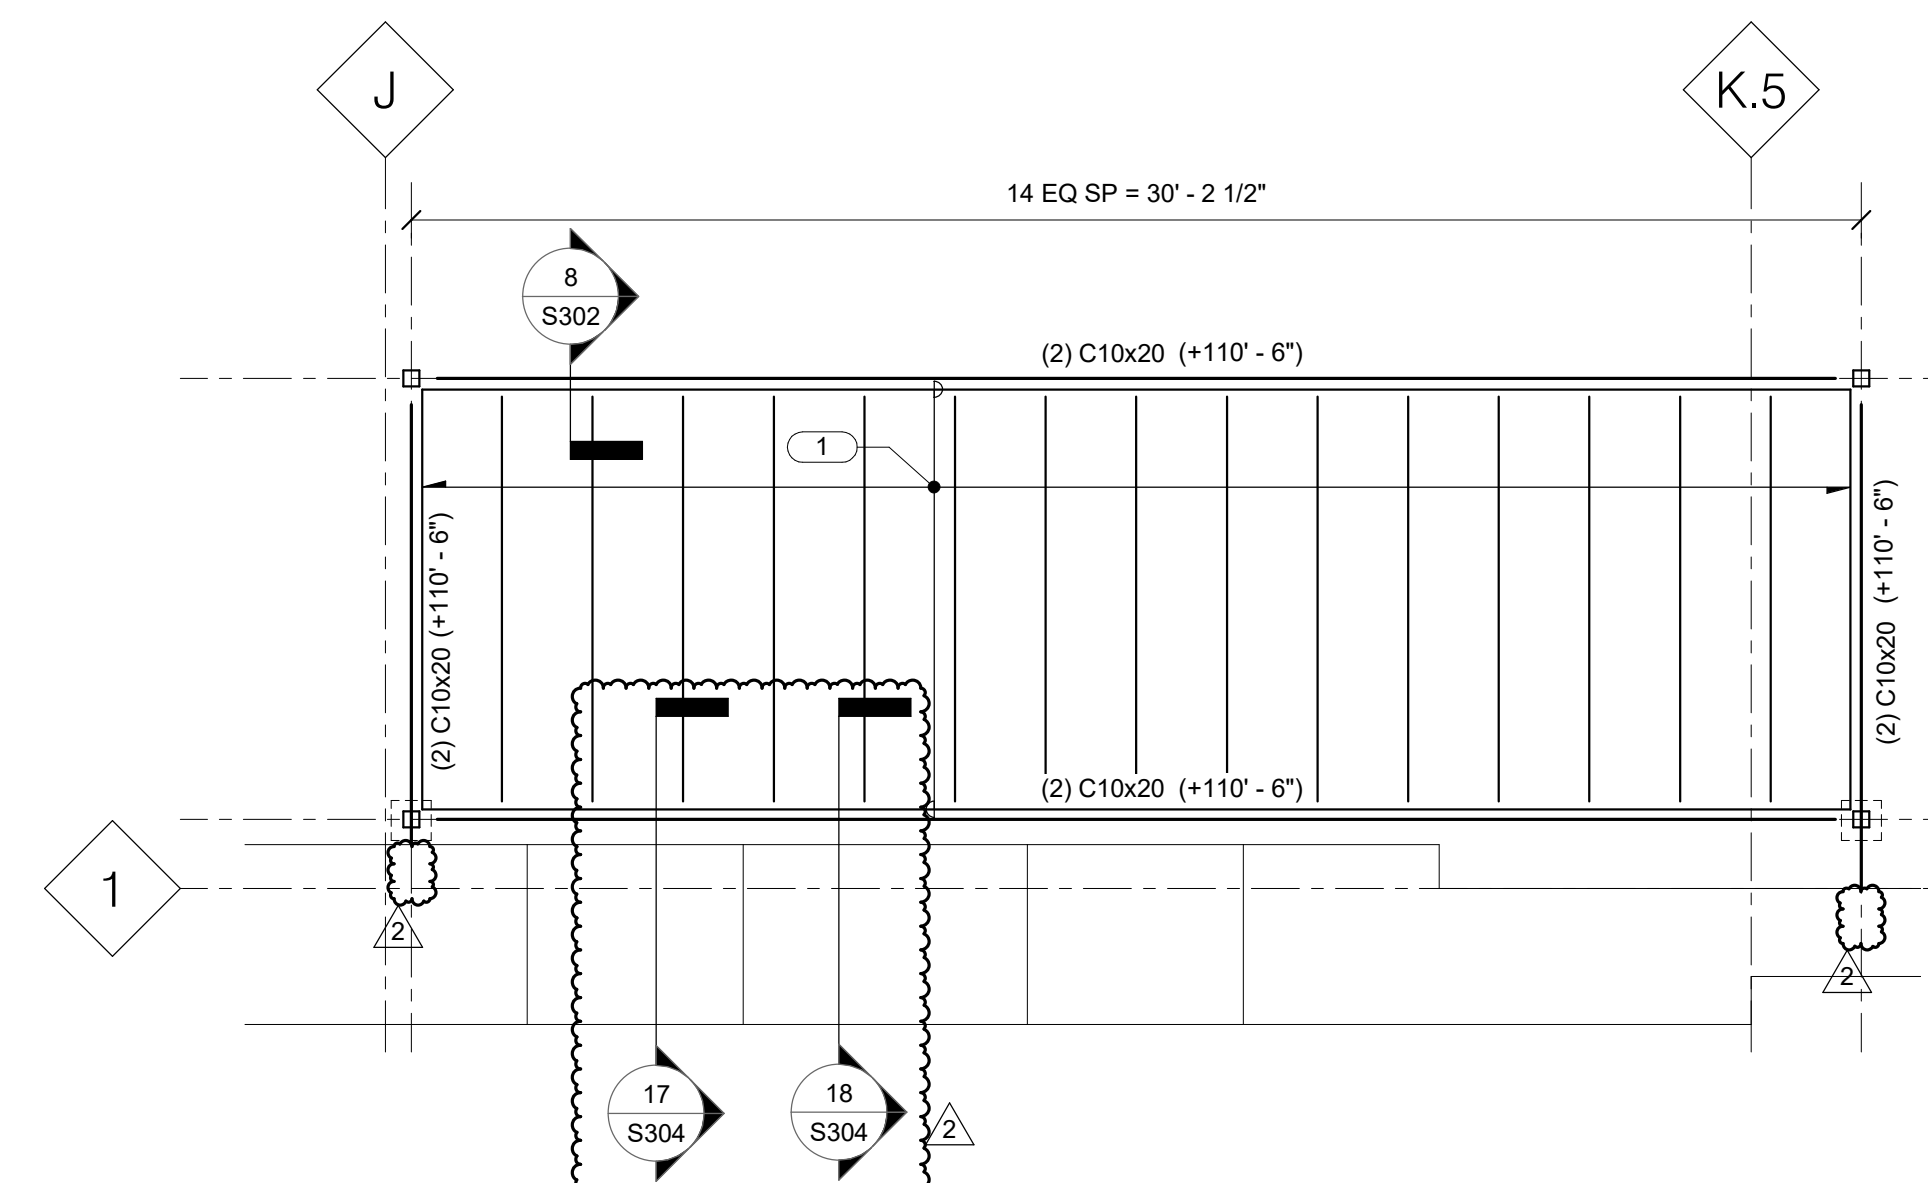 J
K.5
14 EQ SP = 30' - 2 1/2"
8
S302
(2) C10x20 (+110' - 6")
1
(2) C10x20 (+110' - 6")
(2) C10x20 (+110' - 6")
(2) C10x20 (+110' - 6")
1
2
2
17
S304
18
S304
2